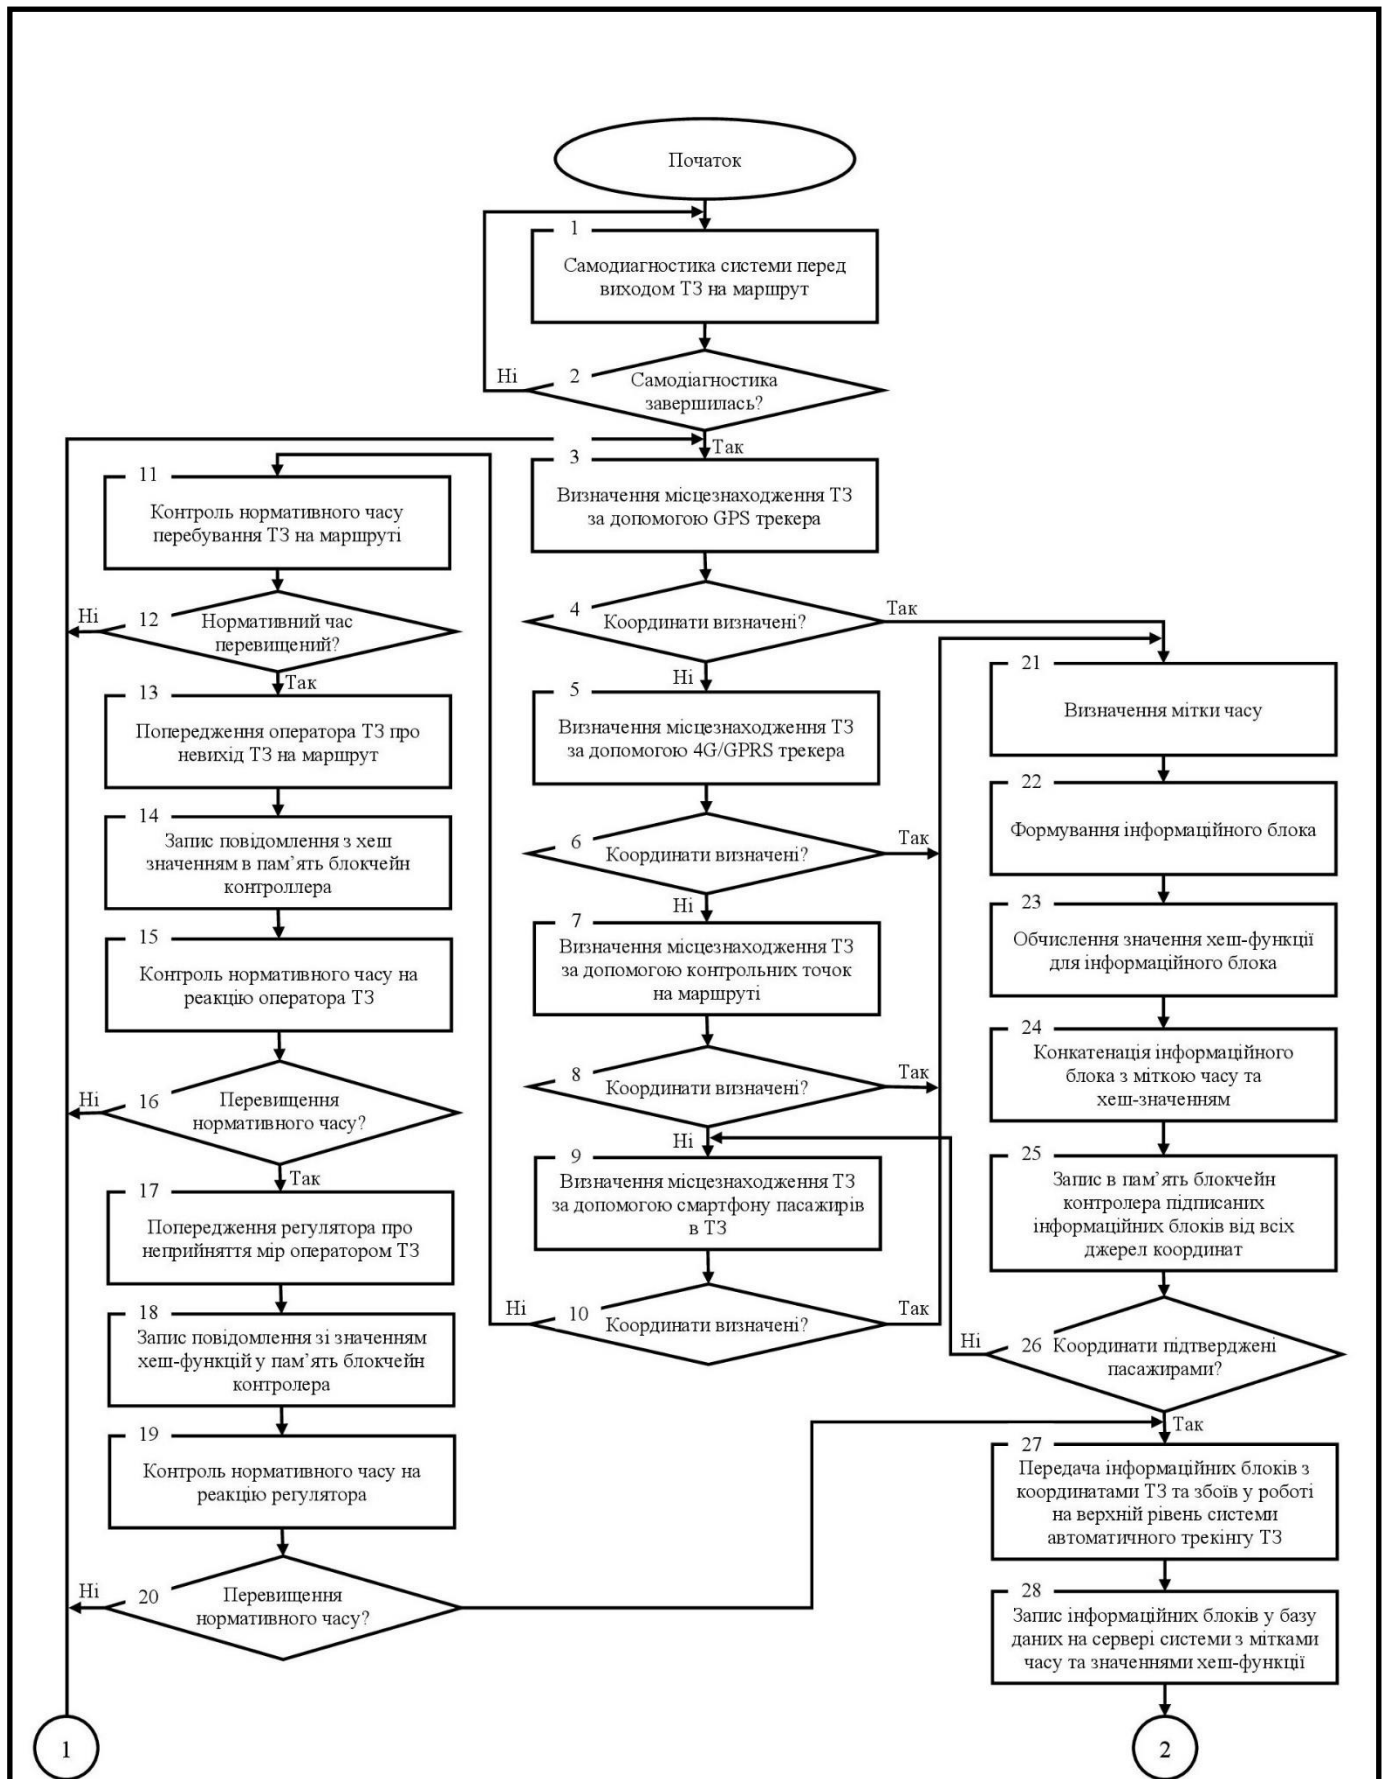 Початок
1
Самодиагностика системи перед
виходом ТЗ на маршрут
Ні
2
Самодіагностика
завершилась?
Так
3
Визначення місцезнаходження ТЗ
за допомогою GPS трекера
4
Координати визначені?
Так
Ні
5
Визначення місцезнаходження ТЗ
за допомогою 4G/GPRS трекера
6
Координати визначені?
Так
Ні
7
Визначення місцезнаходження ТЗ
за допомогою контрольних точок
на маршруті
8
Координати визначені?
Так
Ні
9
Визначення місцезнаходження ТЗ
за допомогою смартфону пасажирів
в ТЗ
Ні
10
Координати визначені?
Так
11
Контроль нормативного часу
перебування ТЗ на маршруті
Ні
12
Нормативний час
перевищений?
Так
13
Попередження оператора ТЗ про
невихід ТЗ на маршрут
14
Запис повідомлення з хеш
значенням в пам’ять блокчейн
контроллера
15
Контроль нормативного часу на
реакцію оператора ТЗ
Ні
16
Перевищення
нормативного часу?
Так
17
Попередження регулятора про
неприйняття мір оператором ТЗ
18
Запис повідомлення зі значенням
хеш-функцій у пам’ять блокчейн
контролера
19
Контроль нормативного часу на
реакцію регулятора
Ні
20
Перевищення
нормативного часу?
21
Визначення мітки часу
22
Формування інформаційного блока
23
Обчислення значення хеш-функції
для інформаційного блока
24
Конкатенація інформаційного
блока з міткою часу та
хеш-значенням
25
Запис в пам’ять блокчейн
контролера підписаних
інформаційних блоків від всіх
джерел координат
Ні
26
Координати підтверджені
пасажирами?
Так
27
Передача інформаційних блоків з
координатами ТЗ та збоїв у роботі
на верхній рівень системи
автоматичного трекінгу ТЗ
28
Запис інформаційних блоків у базу
даних на сервері системи з мітками
часу та значеннями хеш-функції
1
2